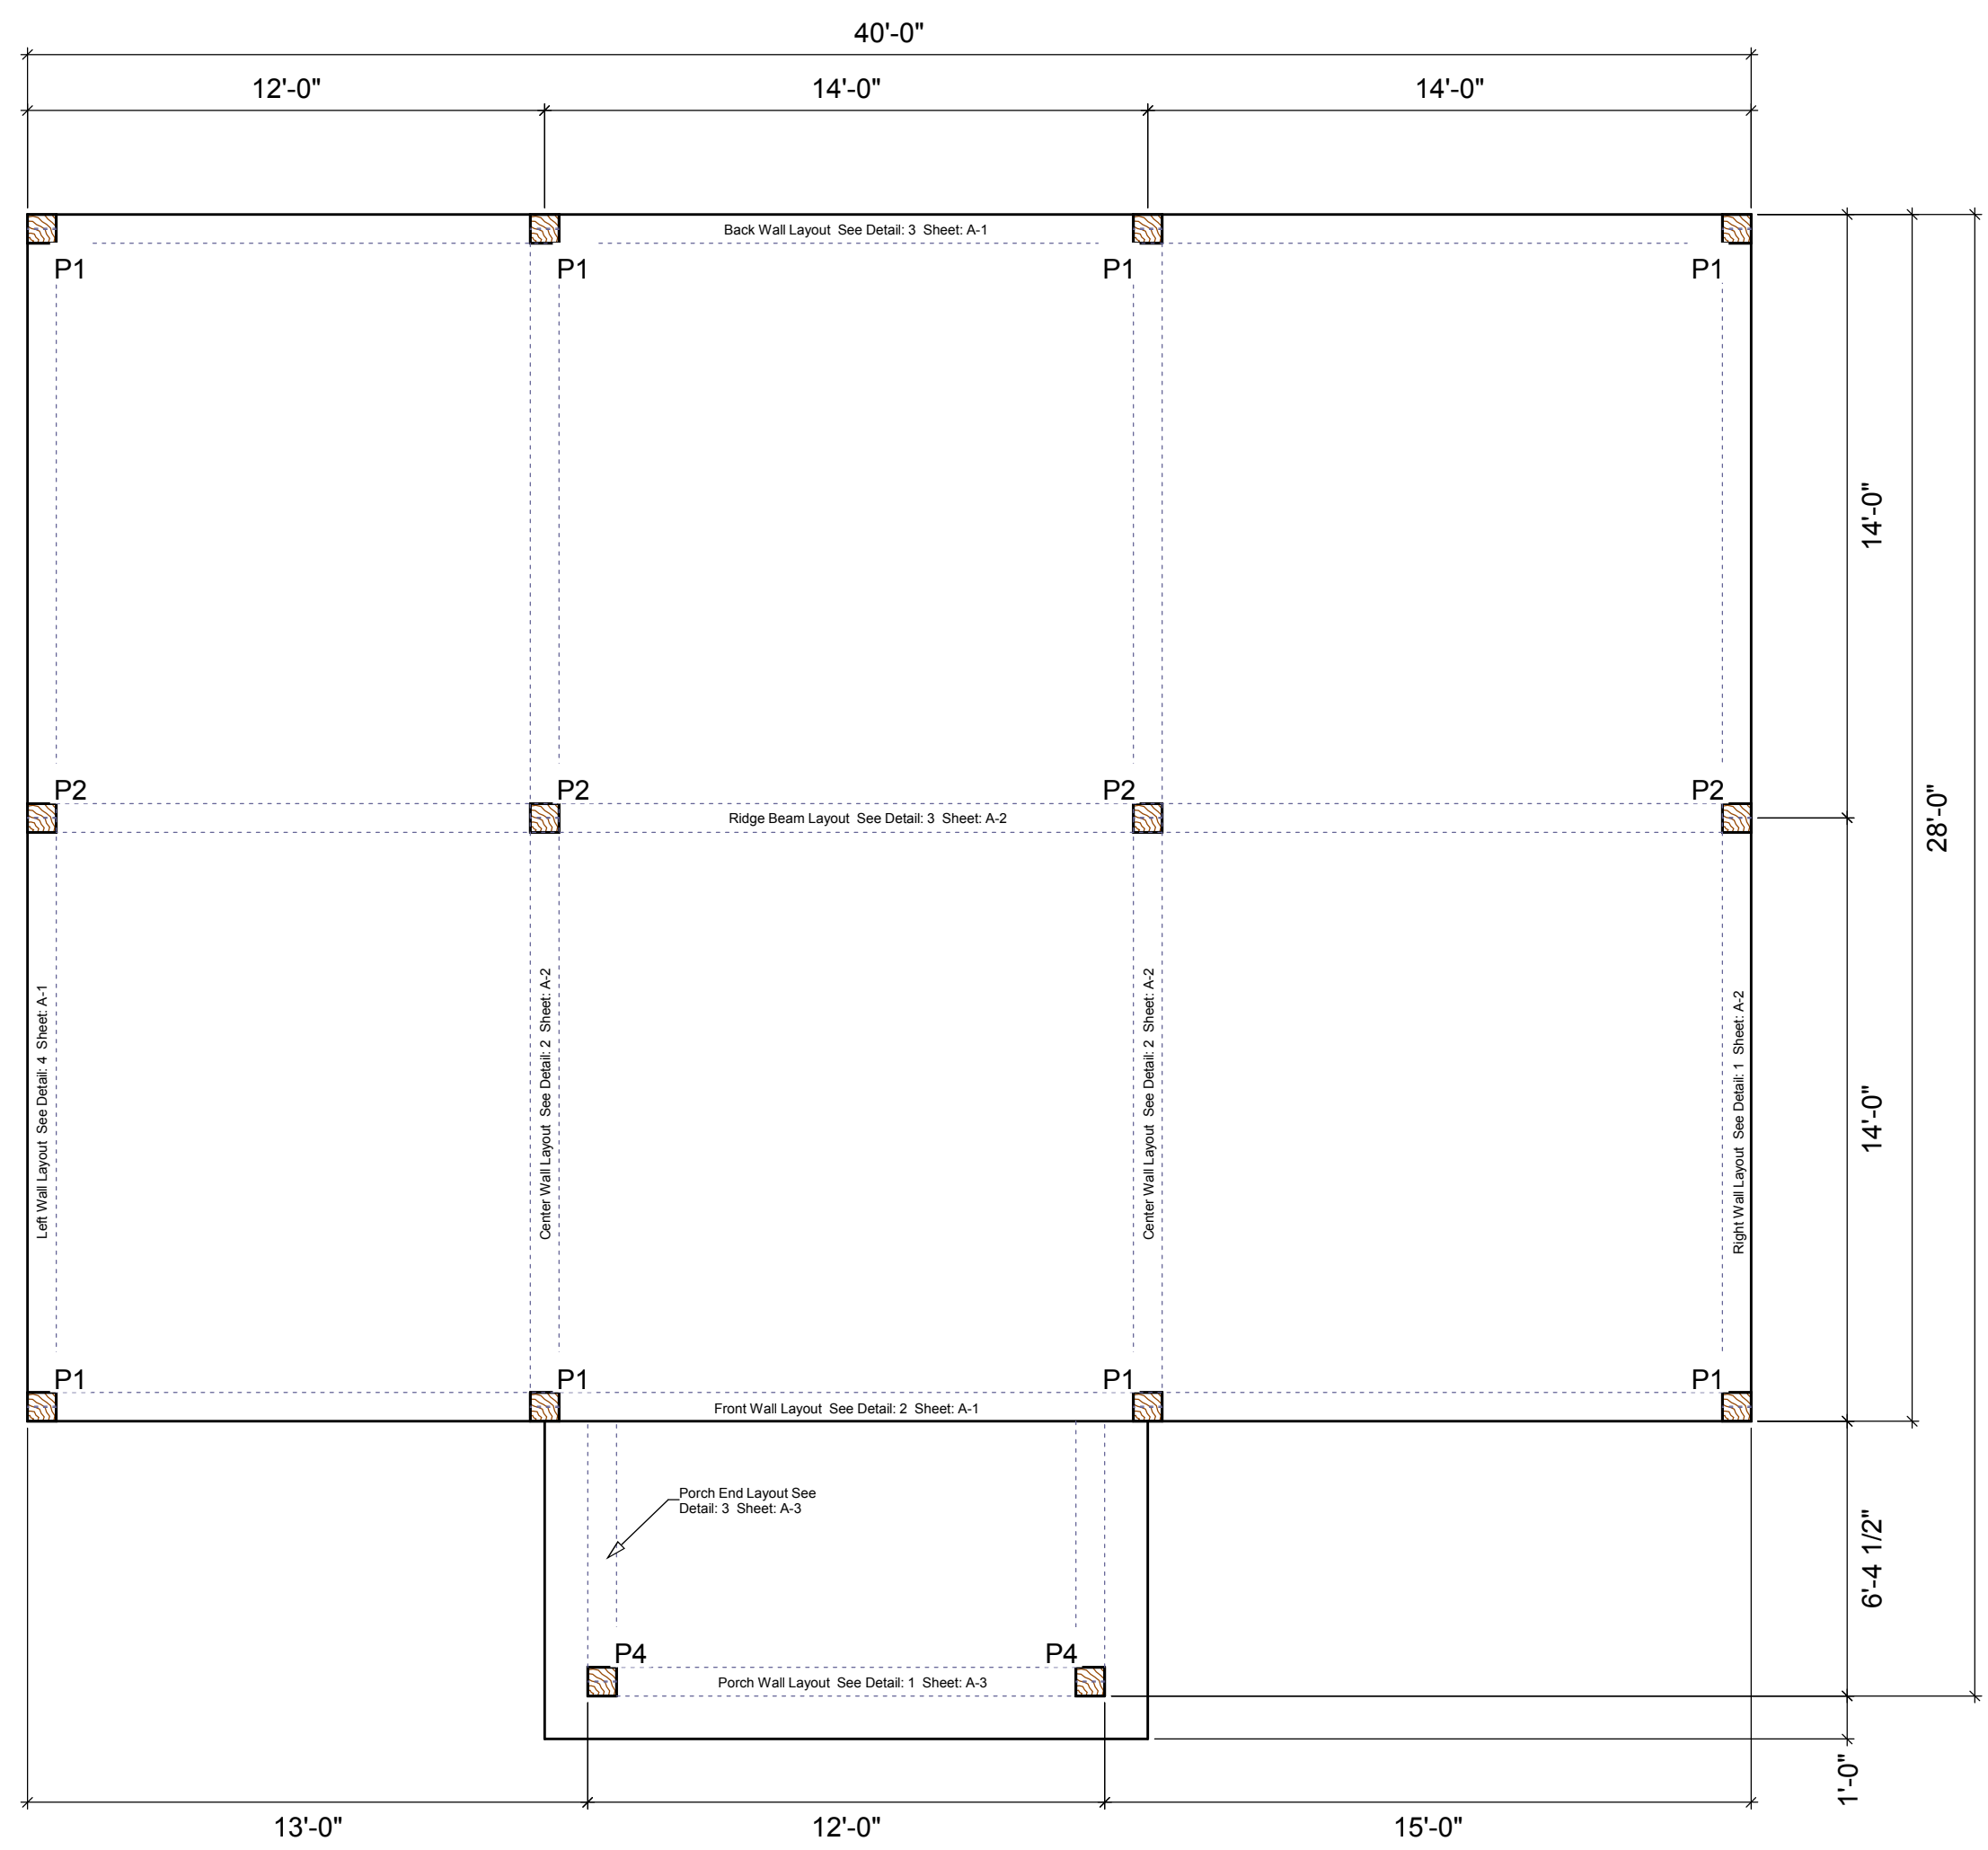 40'-0"
12'-0" 14'-0" 14'-0"
Back Wall Layout See Detail: 3 Sheet: A-1
P1 P1 P1 P1
14'-0"
P2 P2 P2 P2
Ridge Beam Layout See Detail: 3 Sheet: A-2
28'-0"
Left Wall Layout See Detail: 4 Sheet: A-1
Center Wall Layout See Detail: 2 Sheet: A-2
Center Wall Layout See Detail: 2 Sheet: A-2
Right Wall Layout See Detail: 1 Sheet: A-2
14'-0"
P1 P1 P1 P1
Front Wall Layout See Detail: 2 Sheet: A-1
Porch End Layout See
Detail: 3 Sheet: A-3
6'-4 1/2"
P4 P4
Porch Wall Layout See Detail: 1 Sheet: A-3
1'-0"
13'-0" 12'-0" 15'-0"